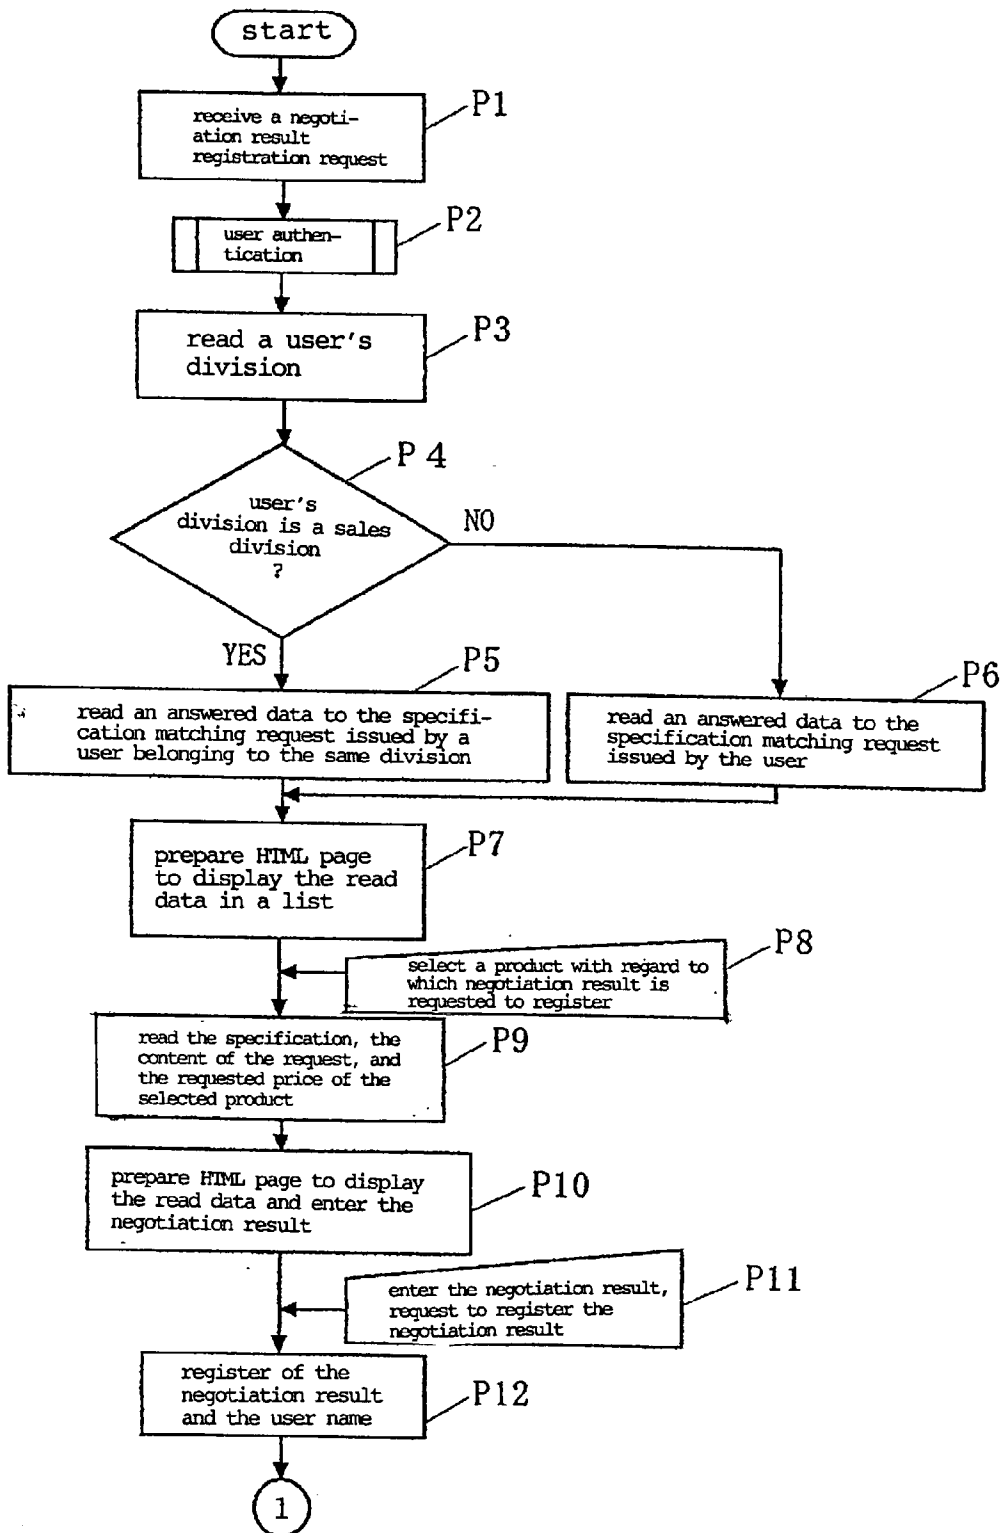 start
P1
receive a negoti-
ation result
registration request
P2
user authen-
tication
P3
read a user's
division
P 4
user's
division is a sales
division
?
NO
YES
P5
read an answered data to the specifi-
cation matching request issued by a
user belonging to the same division
P6
read an answered data to the
specification matching request
issued by the user
P7
prepare HTML page
to display the read
data in a list
P8
select a product with regard to
which negotiation result is
requested to register
P9
read the specification, the
content of the request, and
the requested price of the
selected product
P10
prepare HTML page to display
the read data and enter the
negotiation result
P11
enter the negotiation result,
request to register the
negotiation result
P12
register of the
negotiation result
and the user name
1